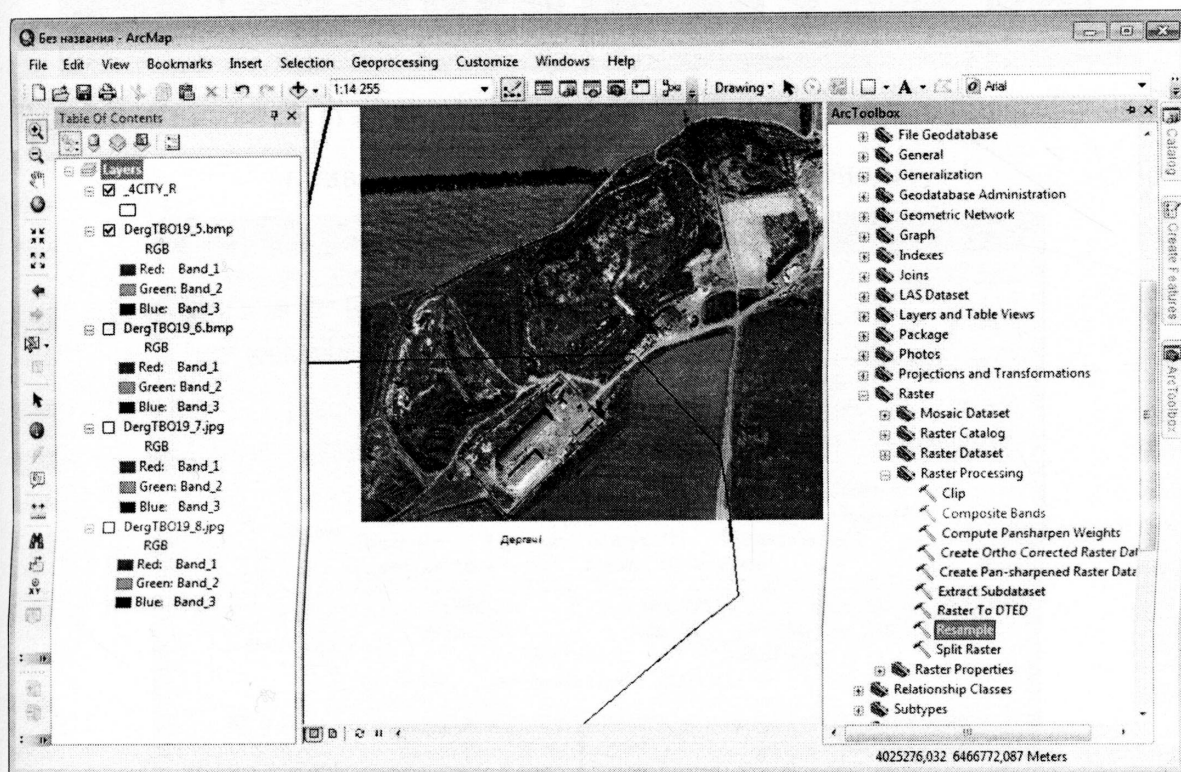 Без названия - ArcMap
File Edit View Bookmarks Insert Selection Geoprocessing Customize Windows Help
1:14 255
Drawing
A
Arial
Table Of Contents
Layers
_4CITY_R
DergTBO19_5.bmp
RGB
Red: Band_1
Green: Band_2
Blue: Band_3
DergTBO19_6.bmp
RGB
Red: Band_1
Green: Band_2
Blue: Band_3
DergTBO19_7.jpg
RGB
Red: Band_1
Green: Band_2
Blue: Band_3
DergTBO19_8.jpg
RGB
Red: Band_1
Green: Band_2
Blue: Band_3
XY
Дергачі
ArcToolbox
File Geodatabase
General
Generalization
Geodatabase Administration
Geometric Network
Graph
Indexes
Joins
LAS Dataset
Layers and Table Views
Package
Photos
Projections and Transformations
Raster
Mosaic Dataset
Raster Catalog
Raster Dataset
Raster Processing
Clip
Composite Bands
Compute Pansharpen Weights
Create Ortho Corrected Raster Dat
Create Pan-sharpened Raster Data
Extract Subdataset
Raster To DTED
Resample
Split Raster
Raster Properties
Relationship Classes
Subtypes
Catalog
Create Features
ArcToolbox
4025276,032 6466772,087 Meters